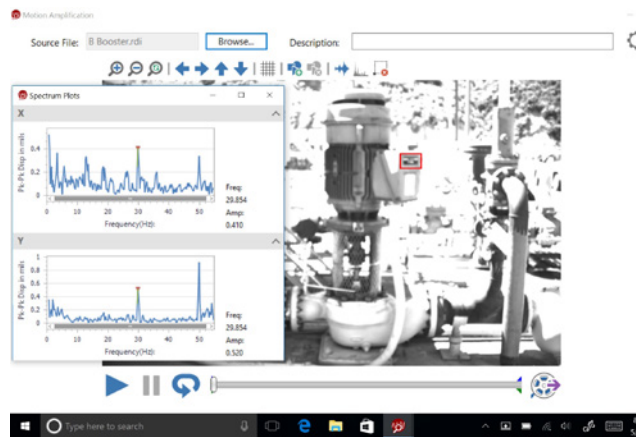 Motion Amplification
Source File: 8 Booster.rdi Browse... Description:
Spectrum Plots
X
Pk-Pk Disp in mils
0.4
0.2
0
0 10 20 30 40 50
Frequency(Hz):
Freq:
29.854
Amp:
0.410
Y
Pk-Pk Disp in mils
1
0.8
0.6
0.4
0.2
0
0 10 20 30 40 50
Frequency(Hz):
Freq:
29.854
Amp:
0.520
Type here to search